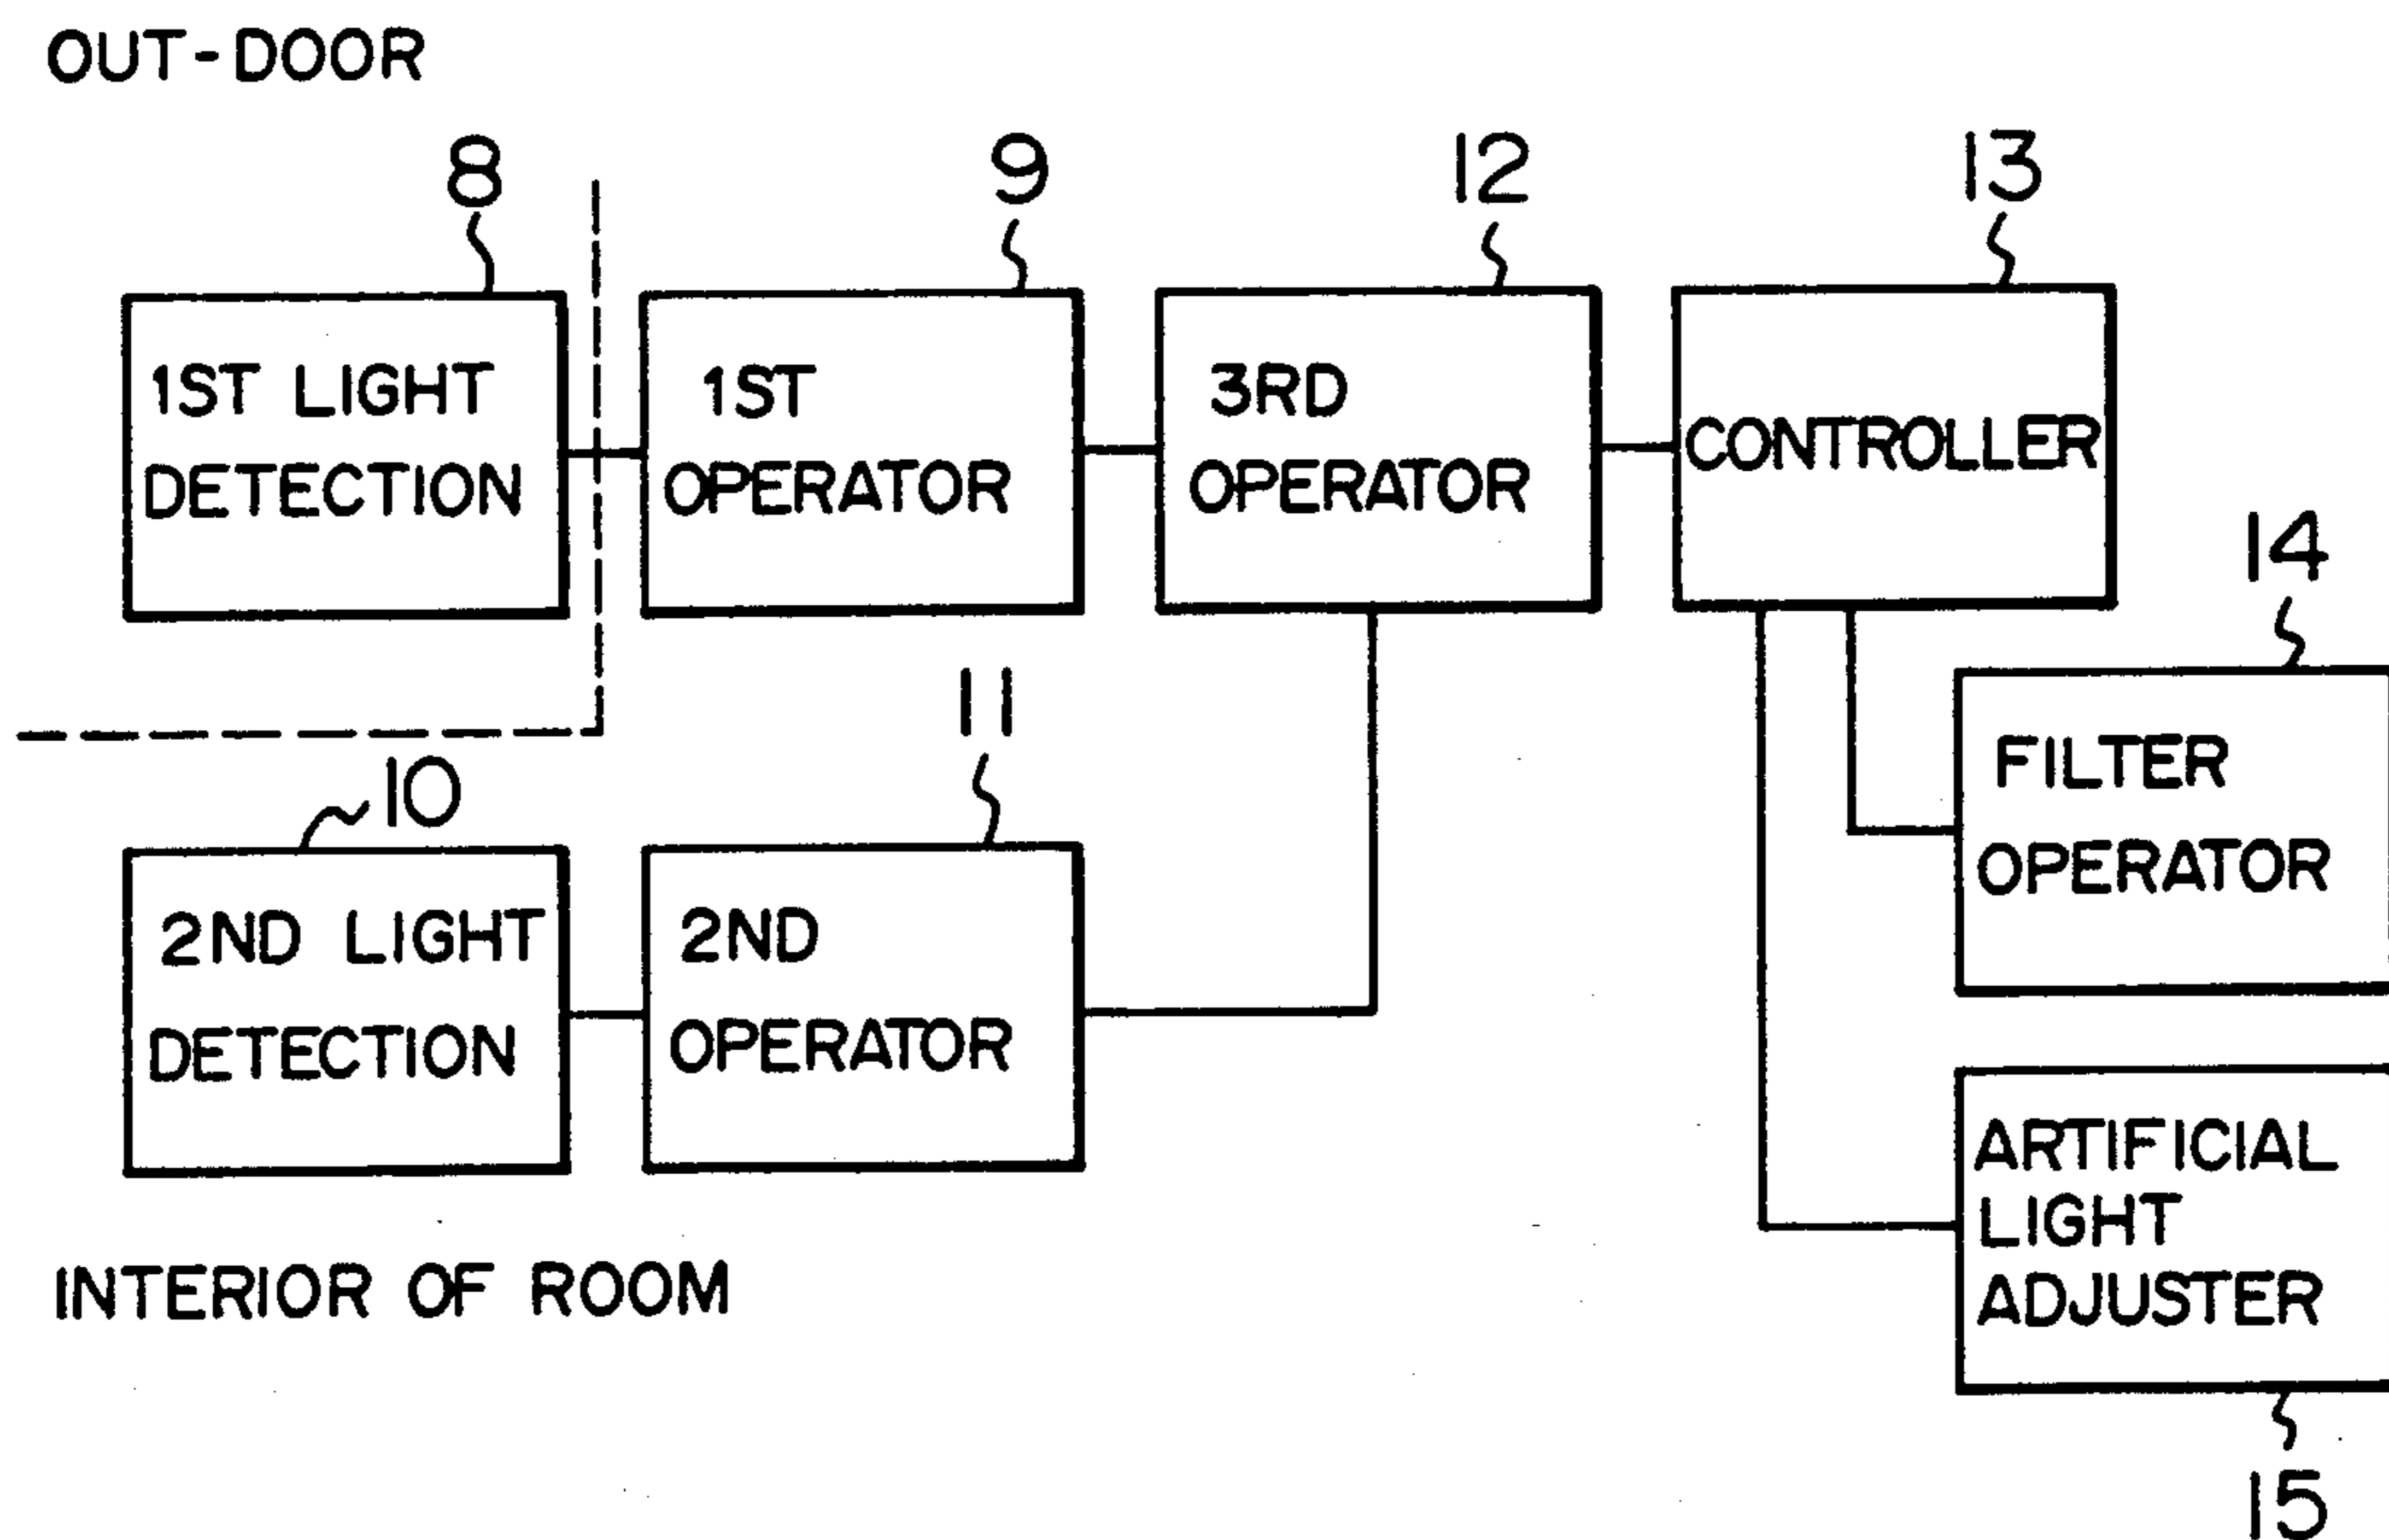 OUT-DOOR
8
9
12
13
1ST LIGHT
DETECTION
1ST
OPERATOR
3RD
OPERATOR
CONTROLLER
14
FILTER
OPERATOR
10
11
2ND LIGHT
DETECTION
2ND
OPERATOR
ARTIFICIAL
LIGHT
ADJUSTER
15
INTERIOR OF ROOM